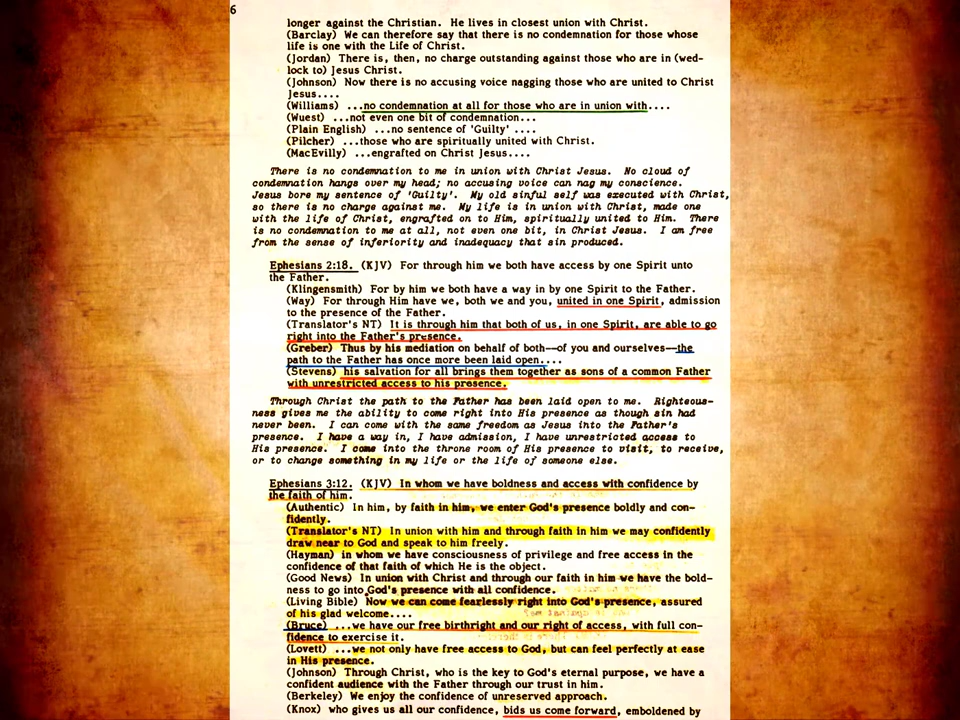 6
longer against the Christian. He lives in closest union with Christ.
(Barclay) We can therefore say that there is no condemnation for those whose
life is one with the Life of Christ.
(Jordan) There is, then, no charge outstanding against those who are in (wed-
lock to) Jesus Christ.
(Johnson) Now there is no accusing voice nagging those who are united to Christ
Jesus....
(Williams) ...no condemnation at all for those who are in union with....
(Wuest) ...not even one bit of condemnation...
(Plain English) ...no sentence of 'Guilty' ....
(Pilcher) ...those who are spiritually united with Christ.
(MacEvilly) ...engrafted on Christ Jesus....
There is no condemnation to me in union with Christ Jesus. No cloud of
condemnation hangs over my head; no accusing voice can nag my conscience.
Jesus bore my sentence of 'Guilty'. My old sinful self was executed with Christ,
so there is no charge against me. My life is in union with Christ, made one
with the life of Christ, engrafted on to Him, spiritually united to Him. There
is no condemnation to me at all, not even one bit, in Christ Jesus. I am free
from the sense of inferiority and inadequacy that sin produced.
Ephesians 2:18. (KJV) For through him we both have access by one Spirit unto
the Father.
(Klingensmith) For by him we both have a way in by one Spirit to the Father.
(Way) For through Him have we, both we and you, united in one Spirit, admission
to the presence of the Father.
(Translator's NT) It is through him that both of us, in one Spirit, are able to go
right into the Father's presence.
(Greber) Thus by his mediation on behalf of both—of you and ourselves—the
path to the Father has once more been laid open....
(Stevens) his salvation for all brings them together as sons of a common Father
with unrestricted access to his presence.
Through Christ the path to the Father has been laid open to me. Righteous-
ness gives me the ability to come right into His presence as though sin had
never been. I can come with the same freedom as Jesus into the Father's
presence. I have a way in, I have admission, I have unrestricted access to
His presence. I come into the throne room of His presence to visit, to receive,
or to change something in my life or the life of someone else.
Ephesians 3:12. (KJV) In whom we have boldness and access with confidence by
the faith of him.
(Authentic) In him, by faith in him, we enter God's presence boldly and con-
fidently.
(Translator's NT) In union with him and through faith in him we may confidently
draw near to God and speak to him freely.
(Hayman) in whom we have consciousness of privilege and free access in the
confidence of that faith of which He is the object.
(Good News) In union with Christ and through our faith in him we have the bold-
ness to go into God's presence with all confidence.
(Living Bible) Now we can come fearlessly right into God's presence, assured
of his glad welcome....
(Bruce) ...we have our free birthright and our right of access, with full con-
fidence to exercise it.
(Lovett) ...we not only have free access to God, but can feel perfectly at ease
in His presence.
(Johnson) Through Christ, who is the key to God's eternal purpose, we have a
confident audience with the Father through our trust in him.
(Berkeley) We enjoy the confidence of unreserved approach.
(Knox) who gives us all our confidence, bids us come forward, emboldened by